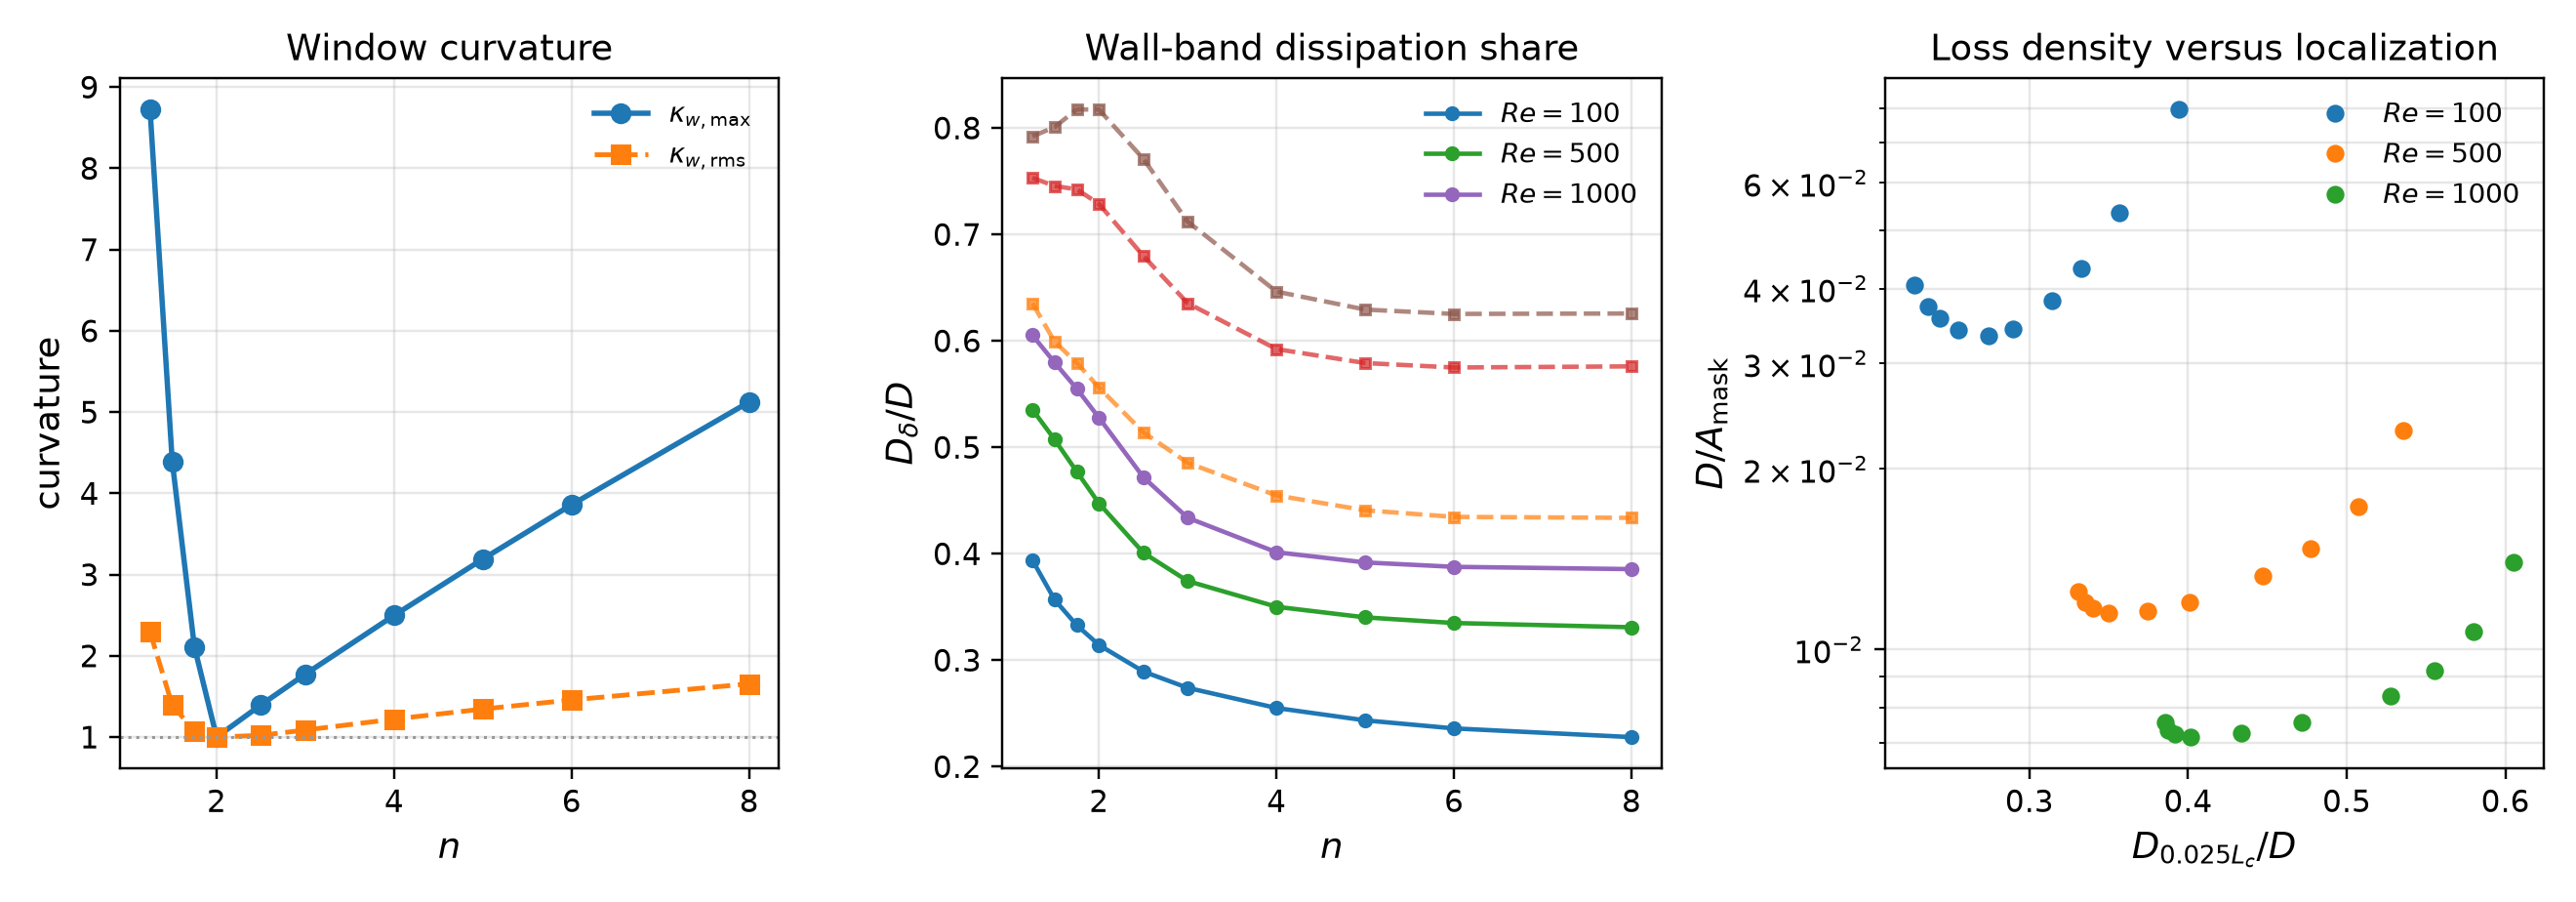 Window curvature
κw,max
κw,rms
curvature
9
8
7
6
5
4
3
2
1
2
4
6
8
n
Wall-band dissipation share
Re = 100
Re = 500
Re = 1000
Dδ/D
0.8
0.7
0.6
0.5
0.4
0.3
0.2
2
4
6
8
n
Loss density versus localization
Re = 100
Re = 500
Re = 1000
D/Amask
6 × 10⁻²
4 × 10⁻²
3 × 10⁻²
2 × 10⁻²
10⁻²
0.3
0.4
0.5
0.6
D0.025Lc/D